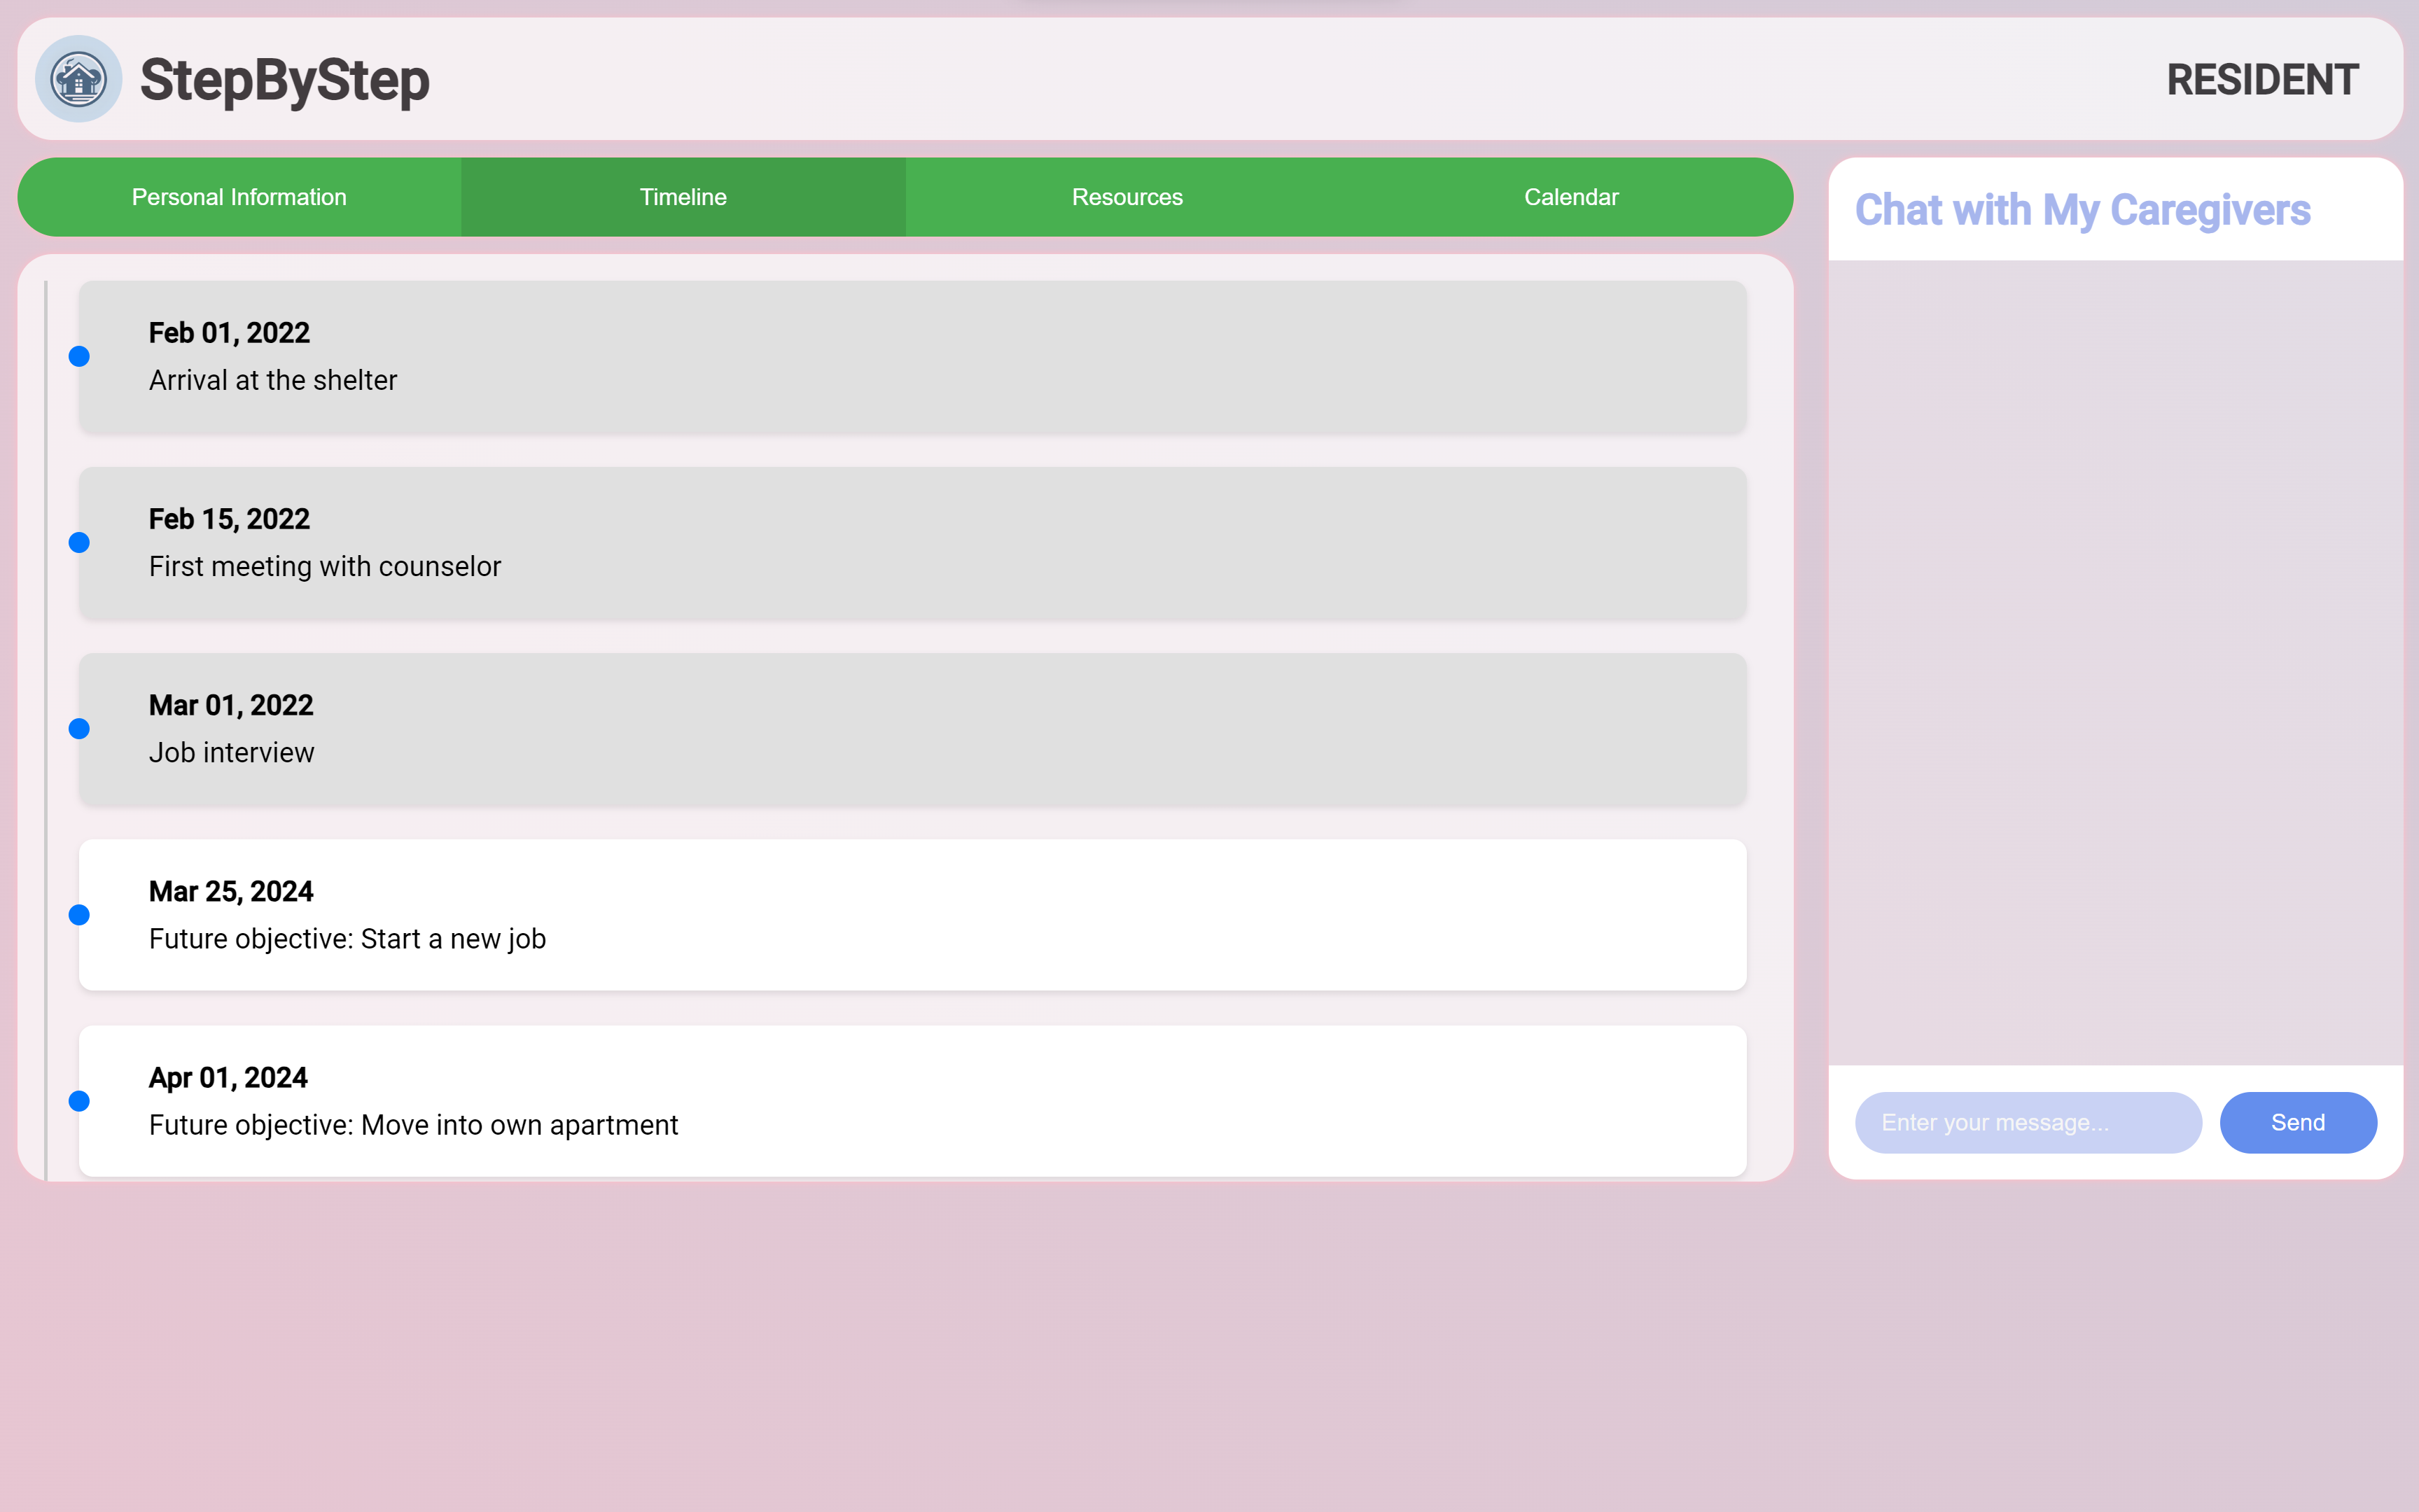 StepByStep
RESIDENT
Personal Information
Timeline
Resources
Calendar
Feb 01, 2022
Arrival at the shelter
Feb 15, 2022
First meeting with counselor
Mar 01, 2022
Job interview
Mar 25, 2024
Future objective: Start a new job
Apr 01, 2024
Future objective: Move into own apartment
Chat with My Caregivers
Enter your message...
Send